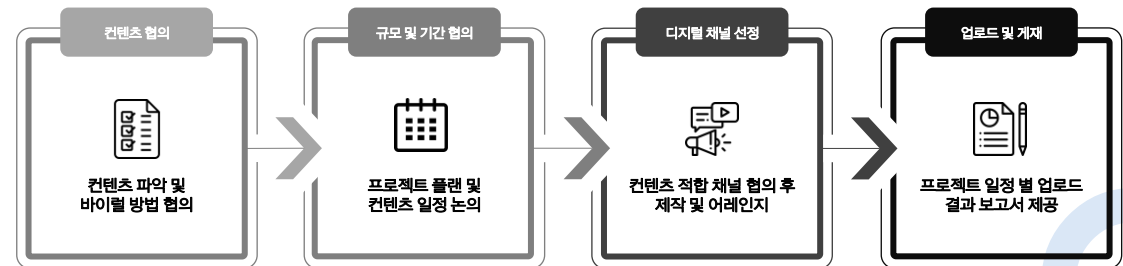 컨텐츠 협의
컨텐츠 파악 및
바이럴 방법 협의
규모 및 기간 협의
프로젝트 플랜 및
컨텐츠 일정 논의
디지털 채널 선정
컨텐츠 적합 채널 협의 후
제작 및 어레인지
업로드 및 게재
프로젝트 일정 별 업로드
결과 보고서 제공